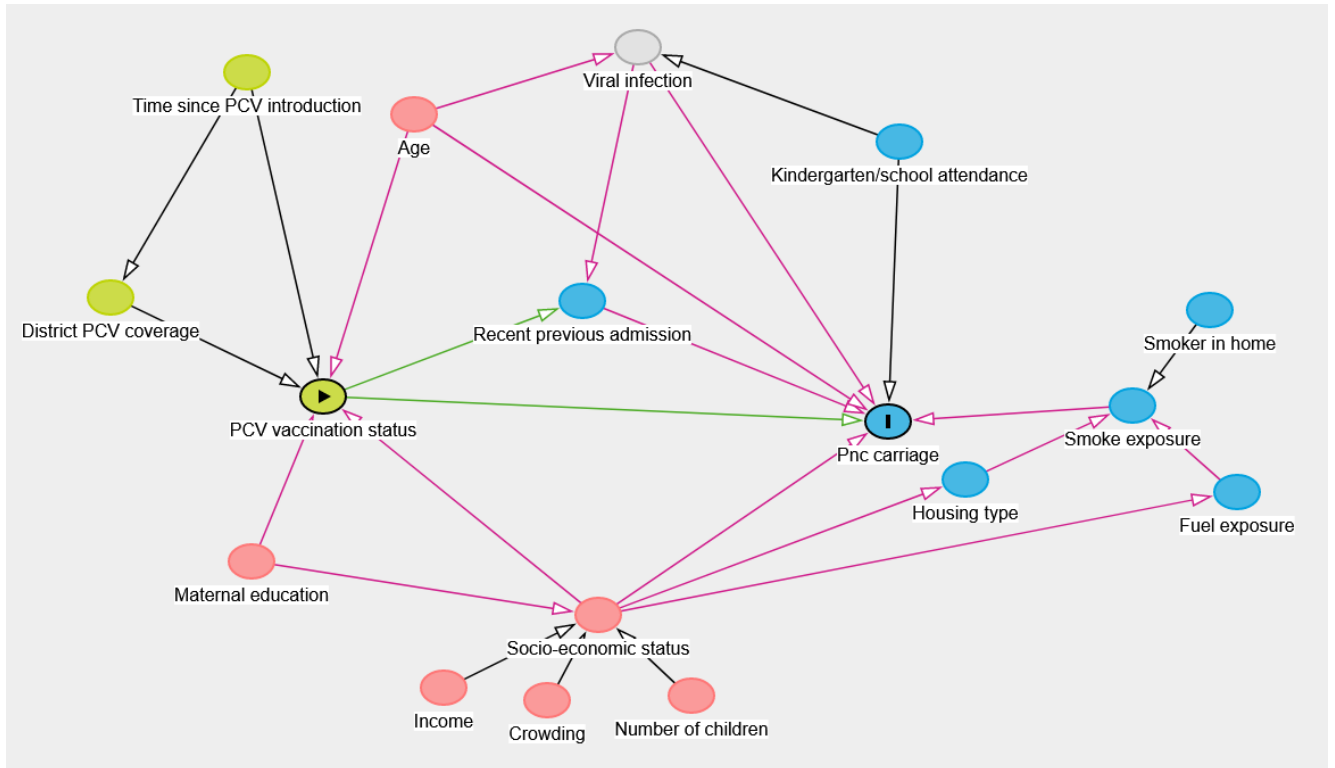 Viral infection
Time since PCV introduction
Age
Kindergarten/school attendance
District PCV coverage
Recent previous admission
Smoker in home
PCV vaccination status
Pnc carriage
Smoke exposure
Housing type
Fuel exposure
Maternal education
Socio-economic status
Income
Crowding
Number of children